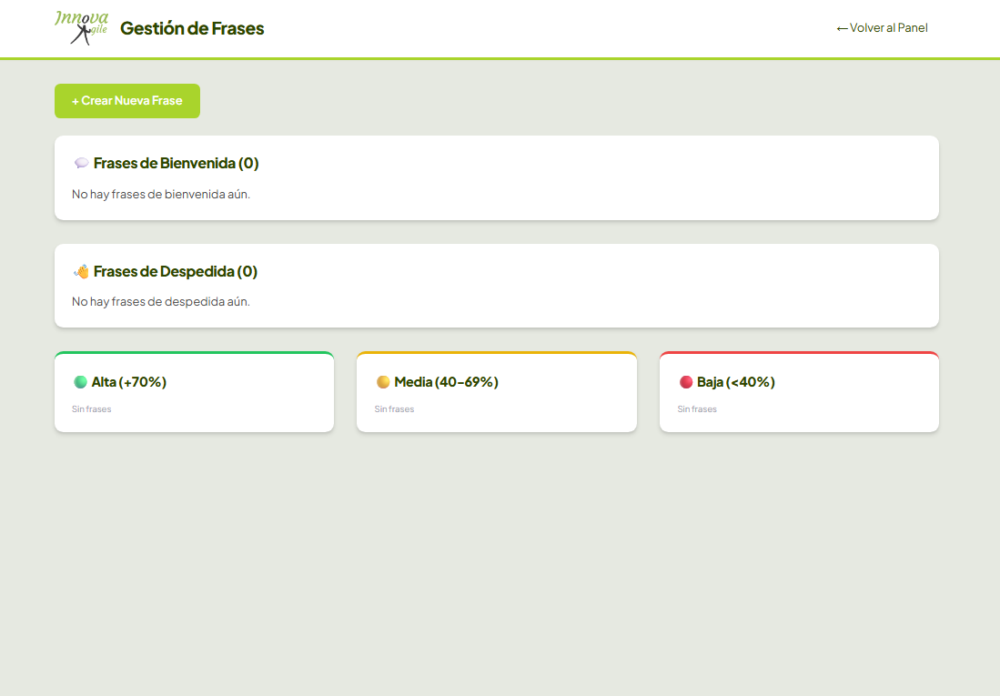 Innova
Agile
Gestión de Frases
← Volver al Panel
+ Crear Nueva Frase
Frases de Bienvenida (0)
No hay frases de bienvenida aún.
Frases de Despedida (0)
No hay frases de despedida aún.
Alta (+70%)
Sin frases
Media (40-69%)
Sin frases
Baja (<40%)
Sin frases